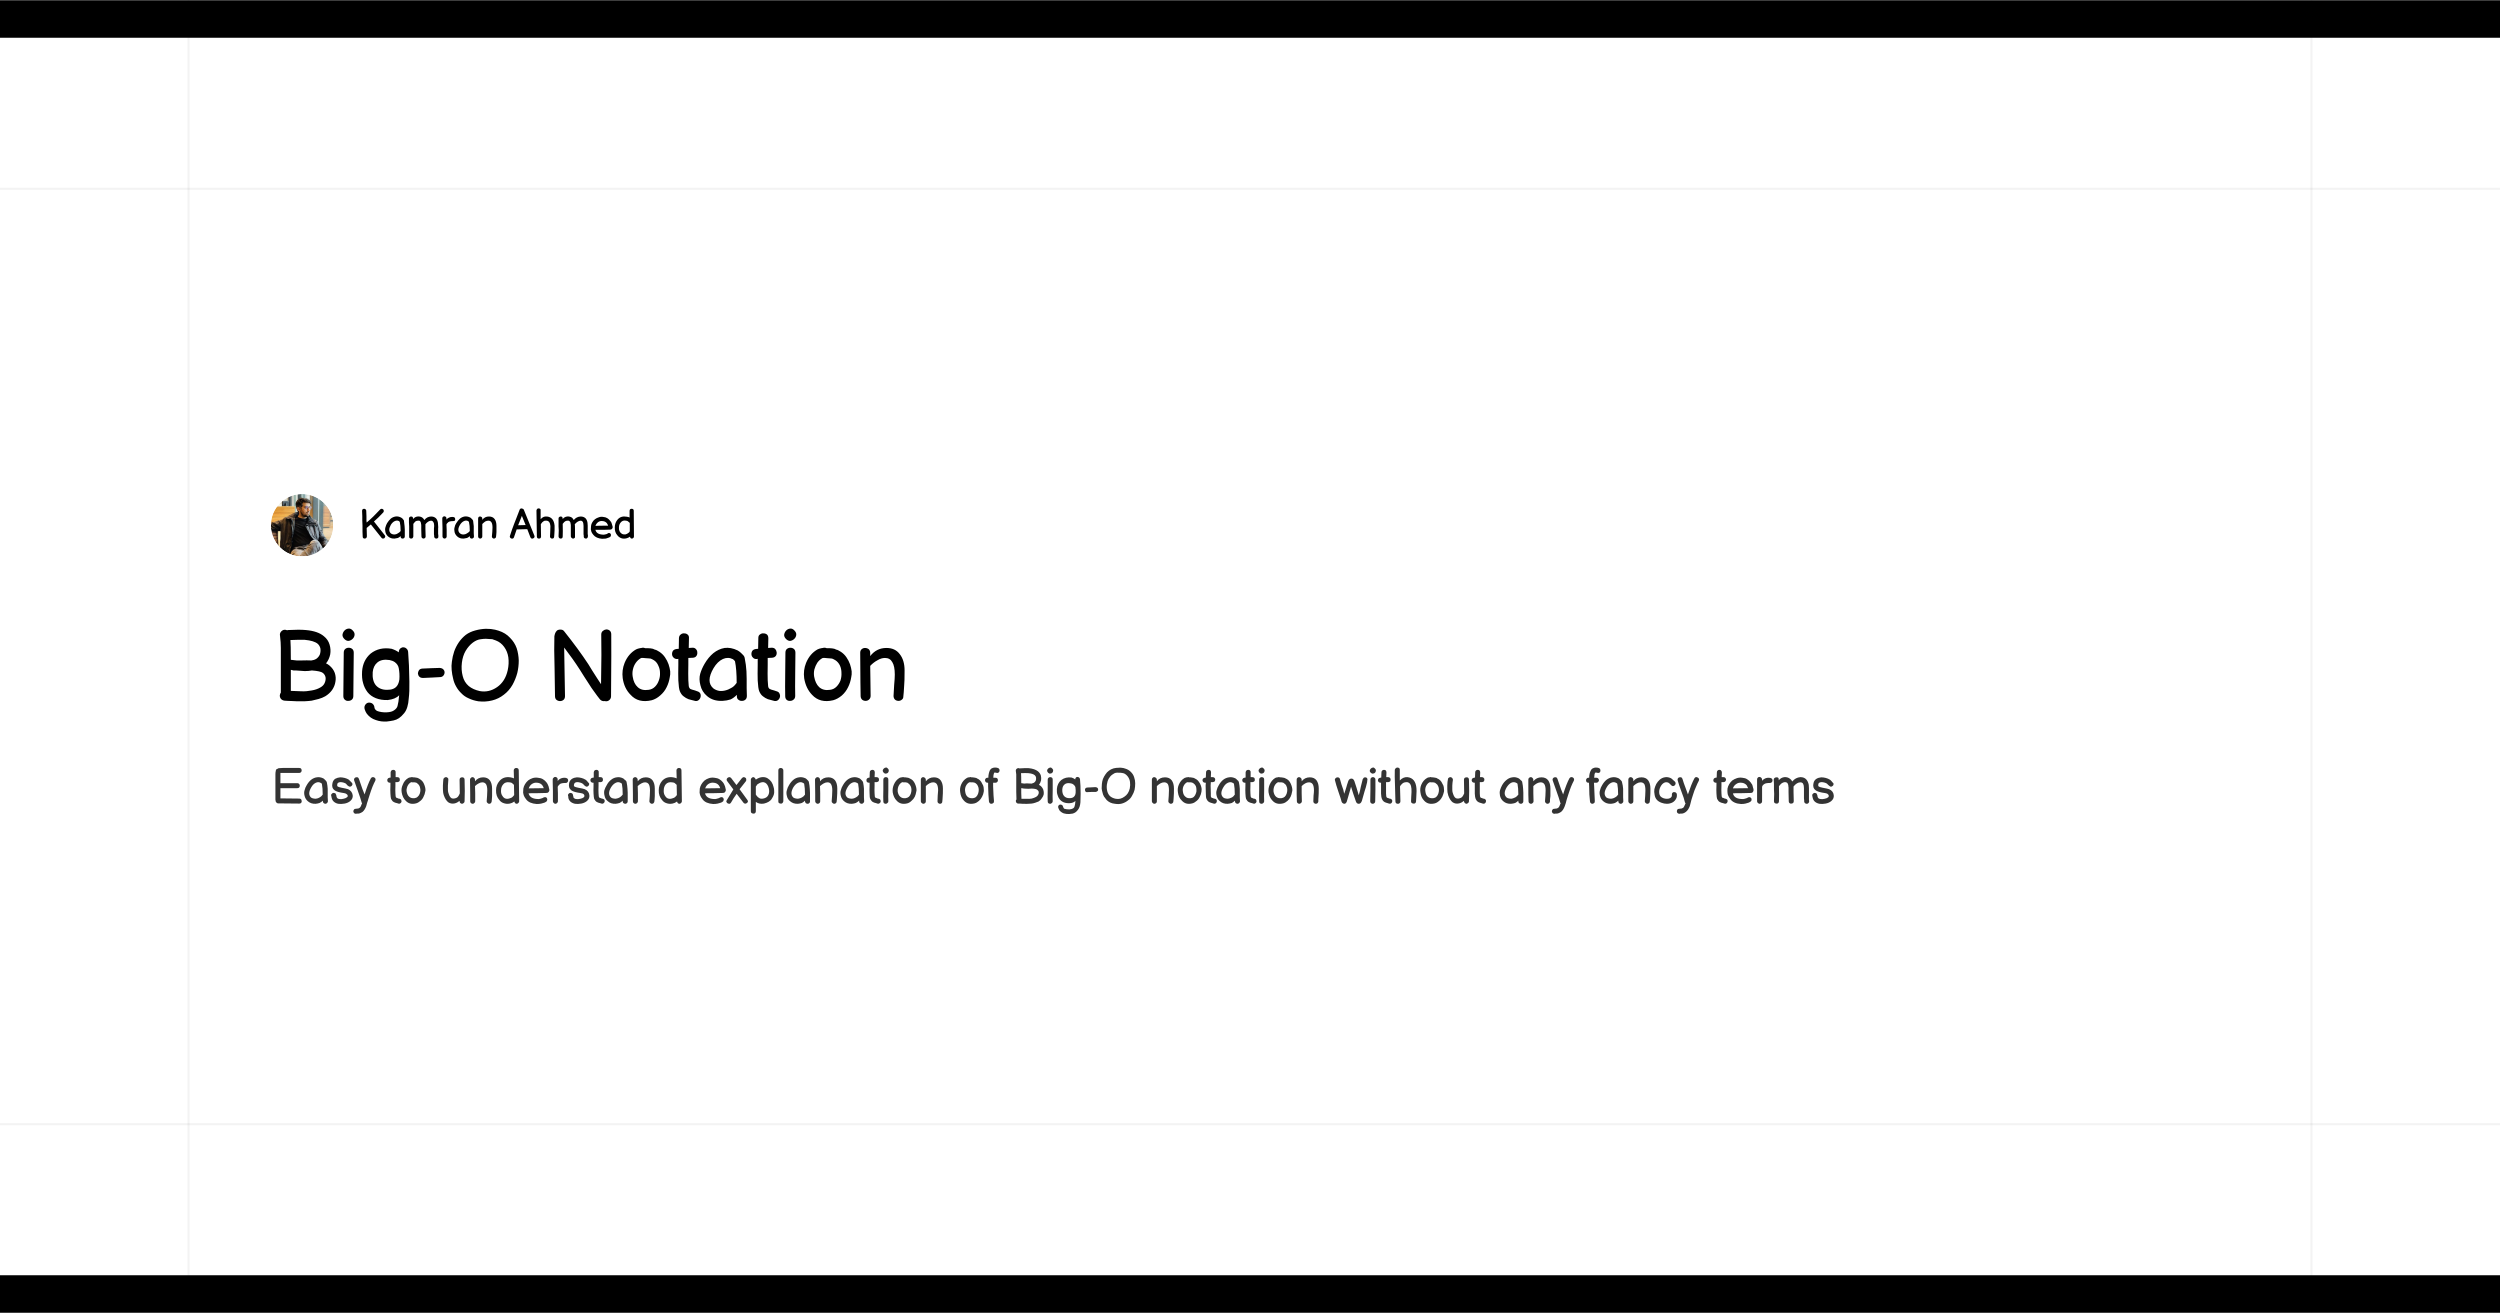 Kamran Ahmed
Big-O Notation
Easy to understand explanation of Big-O notation without any fancy terms